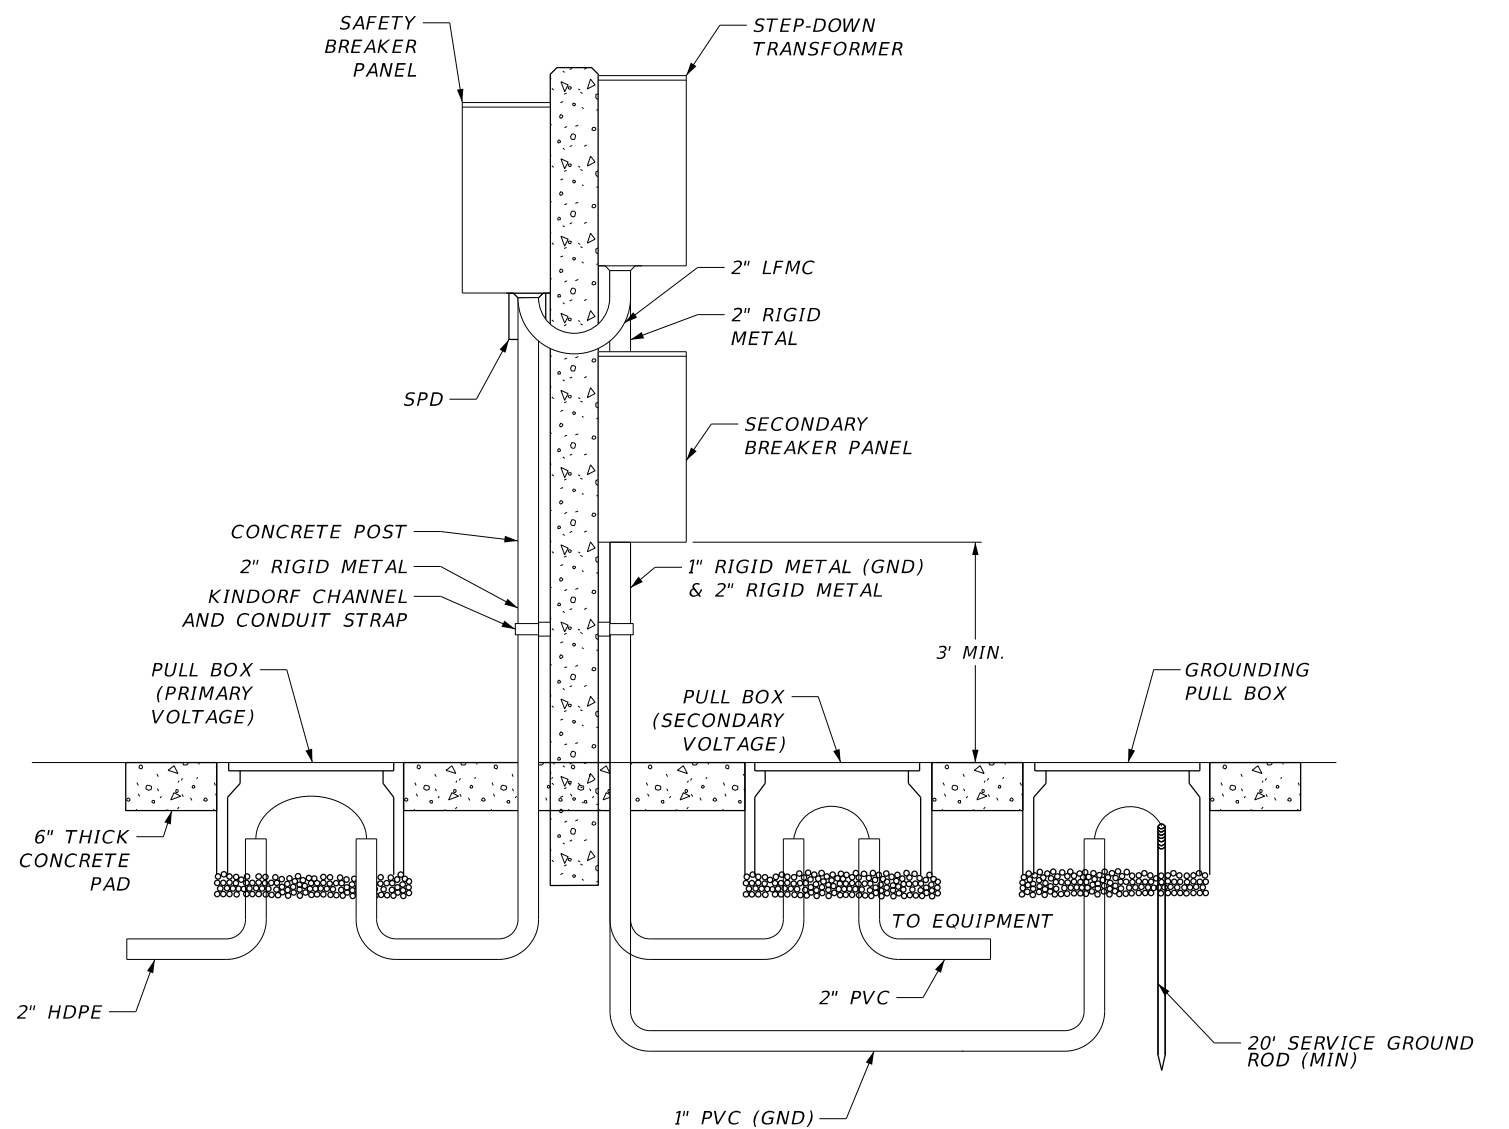 SAFETY
BREAKER
PANEL
STEP-DOWN
TRANSFORMER
2" LFMC
2" RIGID
METAL
SPD
SECONDARY
BREAKER PANEL
CONCRETE POST
2" RIGID METAL
KINDORF CHANNEL
AND CONDUIT STRAP
1" RIGID METAL (GND)
& 2" RIGID METAL
3' MIN.
PULL BOX
(PRIMARY
VOLTAGE)
PULL BOX
(SECONDARY
VOLTAGE)
GROUNDING
PULL BOX
6" THICK
CONCRETE
PAD
TO EQUIPMENT
2" HDPE
2" PVC
20' SERVICE GROUND
ROD (MIN)
1" PVC (GND)